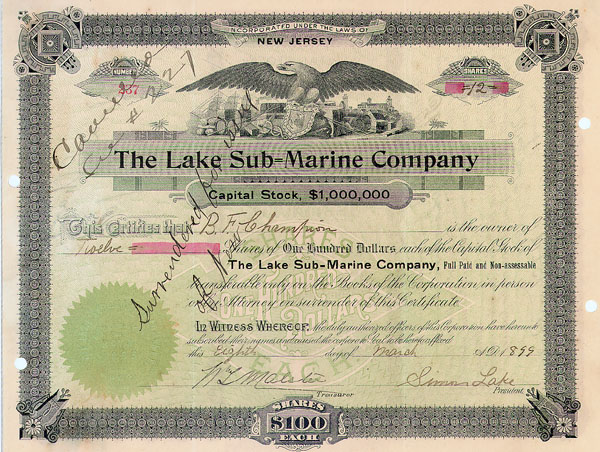 INCORPORATED UNDER THE LAWS OF
NEW JERSEY
NUMBER
237
SHARES
=12=
The Lake Sub=Marine Company
Capital Stock, $1,000,000
This Certifies that B. F. Champion is the owner of
Twelve Shares of One Hundred Dollars each of the Capital Stock of
The Lake Sub-Marine Company, Full Paid and Non-assessable
transferable only on the Books of the Corporation in person
or by Attorney on surrender of this Certificate.
IN WITNESS WHEREOF, the duly authorized officers of this Corporation have hereunto
subscribed their names and caused the corporate Seal to be hereto affixed
this Eighth day of March A.D. 1899
Simon Lake
Treasurer
President
SHARES
$100
EACH
Surrendered